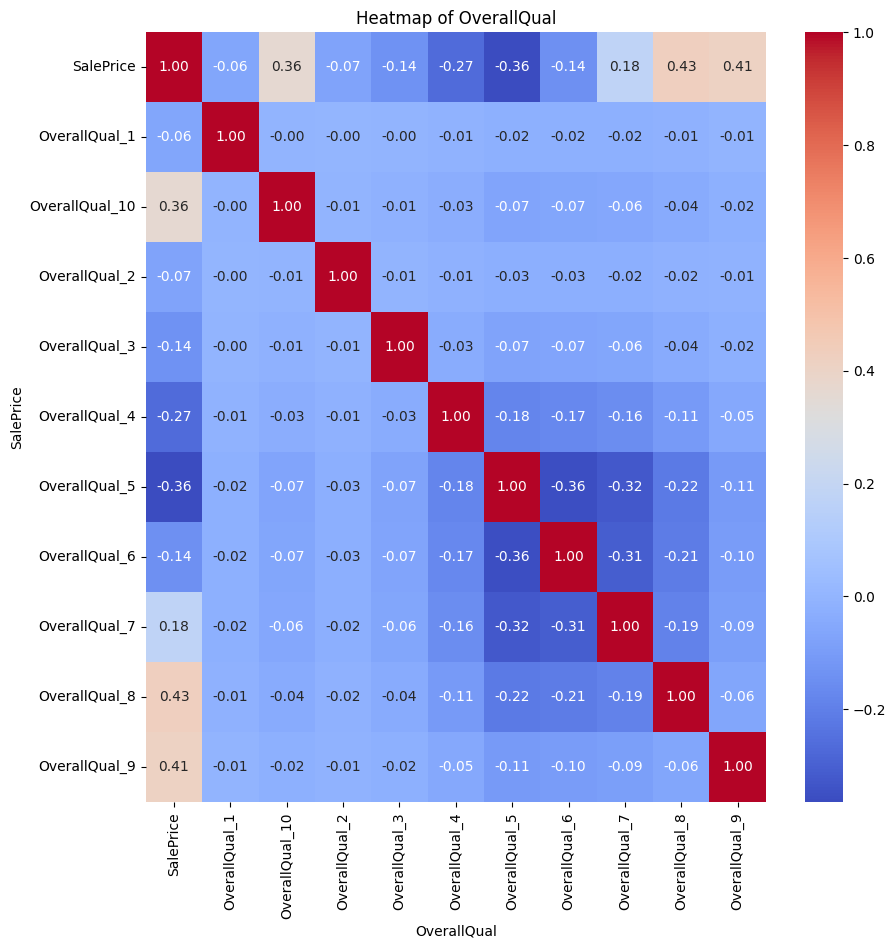 Heatmap of OverallQual
SalePrice 1.00 -0.06 0.36 -0.07 -0.14 -0.27 -0.36 -0.14 0.18 0.43 0.41
OverallQual_1 -0.06 1.00 -0.00 -0.00 -0.00 -0.01 -0.02 -0.02 -0.02 -0.01 -0.01
OverallQual_10 0.36 -0.00 1.00 -0.01 -0.01 -0.03 -0.07 -0.07 -0.06 -0.04 -0.02
OverallQual_2 -0.07 -0.00 -0.01 1.00 -0.01 -0.01 -0.03 -0.03 -0.02 -0.02 -0.01
OverallQual_3 -0.14 -0.00 -0.01 -0.01 1.00 -0.03 -0.07 -0.07 -0.06 -0.04 -0.02
OverallQual_4 -0.27 -0.01 -0.03 -0.01 -0.03 1.00 -0.18 -0.17 -0.16 -0.11 -0.05
OverallQual_5 -0.36 -0.02 -0.07 -0.03 -0.07 -0.18 1.00 -0.36 -0.32 -0.22 -0.11
OverallQual_6 -0.14 -0.02 -0.07 -0.03 -0.07 -0.17 -0.36 1.00 -0.31 -0.21 -0.10
OverallQual_7 0.18 -0.02 -0.06 -0.02 -0.06 -0.16 -0.32 -0.31 1.00 -0.19 -0.09
OverallQual_8 0.43 -0.01 -0.04 -0.02 -0.04 -0.11 -0.22 -0.21 -0.19 1.00 -0.06
OverallQual_9 0.41 -0.01 -0.02 -0.01 -0.02 -0.05 -0.11 -0.10 -0.09 -0.06 1.00
SalePrice
SalePrice OverallQual_1 OverallQual_10 OverallQual_2 OverallQual_3 OverallQual_4 OverallQual_5 OverallQual_6 OverallQual_7 OverallQual_8 OverallQual_9
OverallQual
1.0
0.8
0.6
0.4
0.2
0.0
−0.2